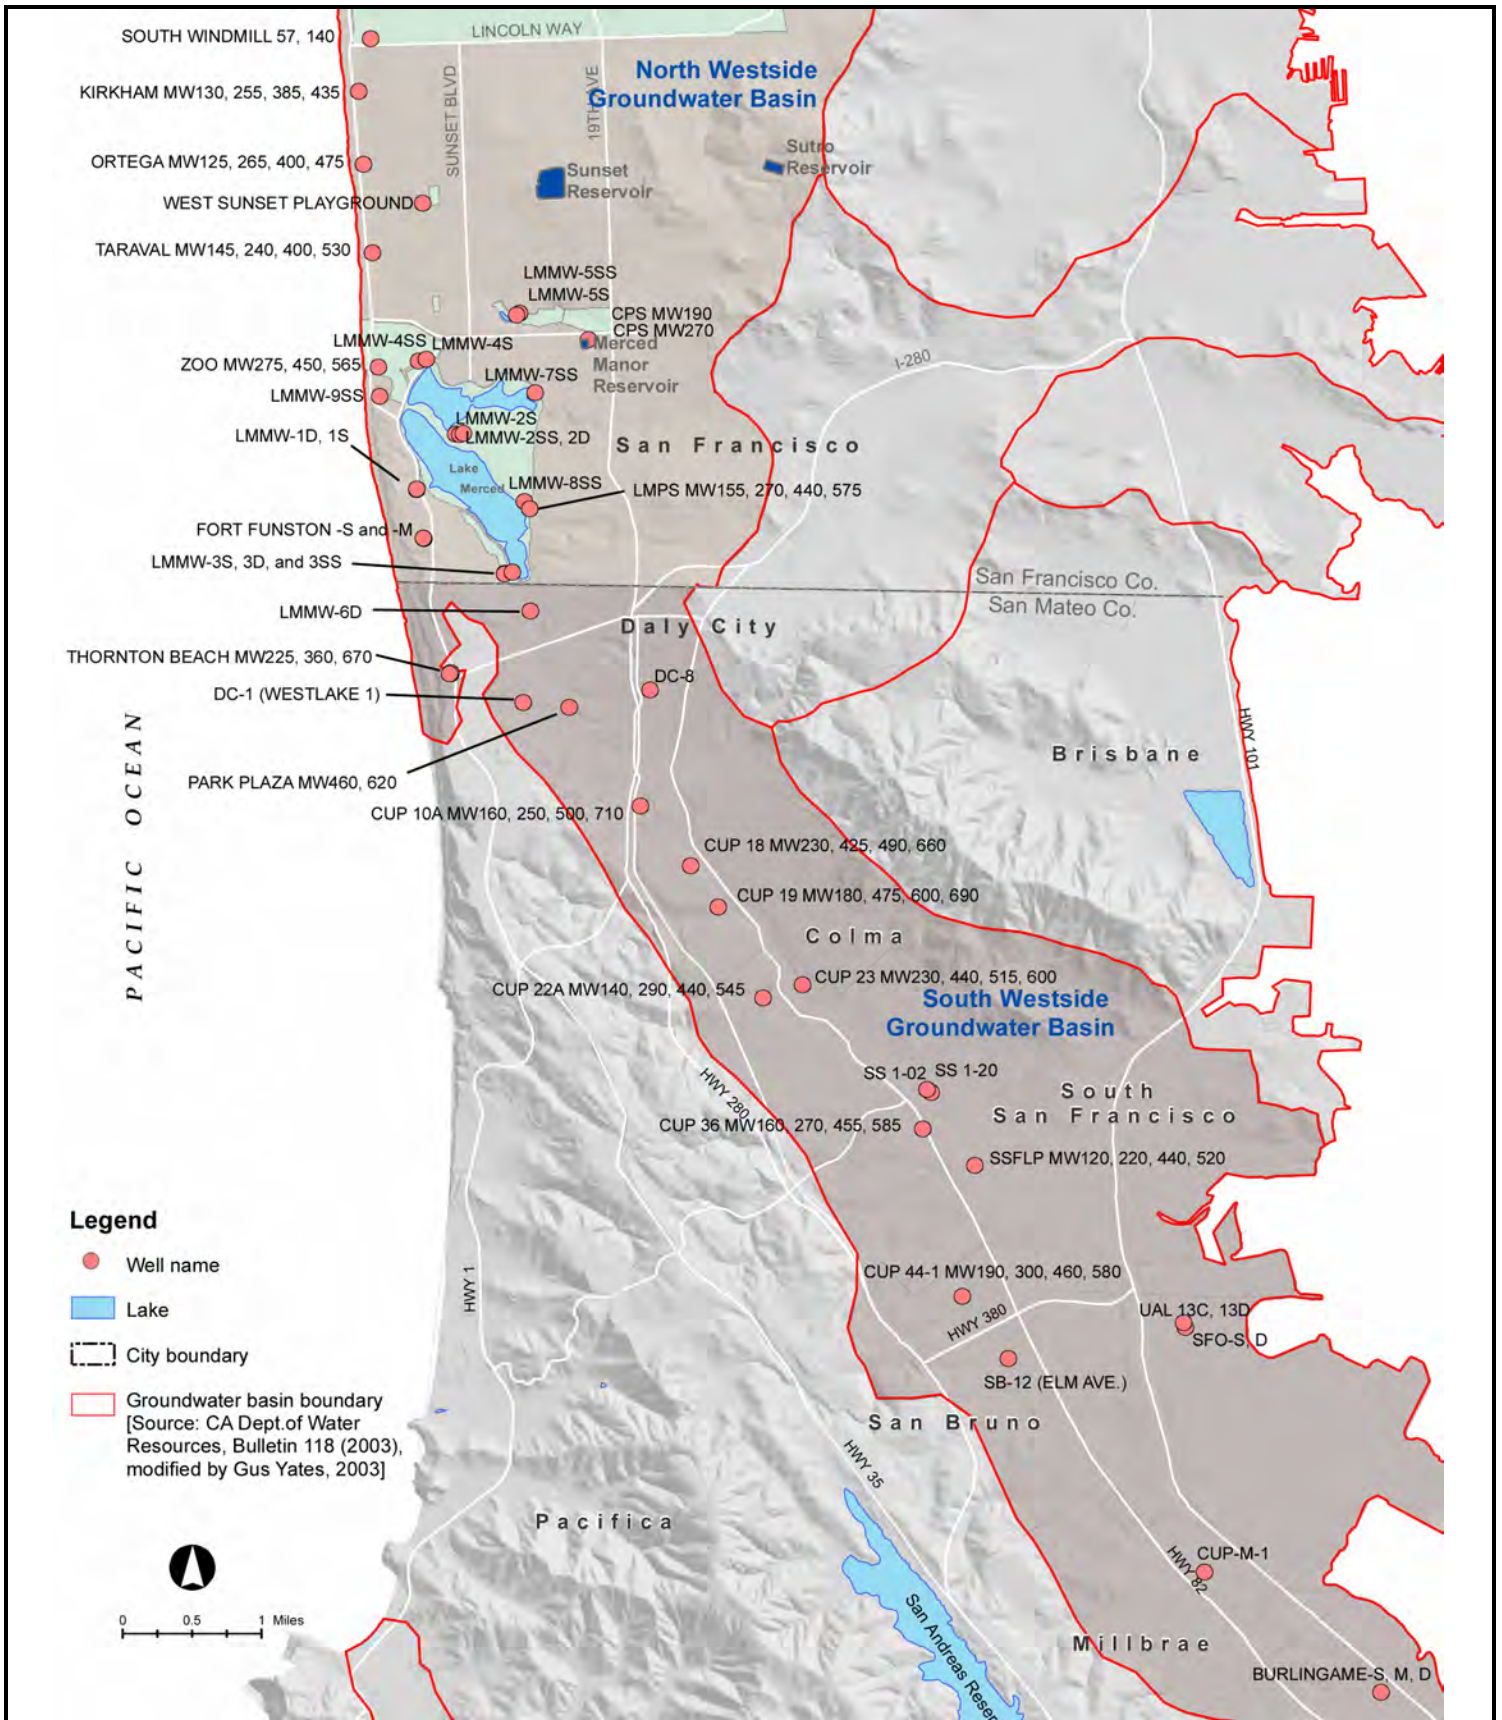 LINCOLN WAY
SOUTH WINDMILL 57, 140
SUNSET BLVD
19TH AVE
North Westside
Groundwater Basin
KIRKHAM MW130, 255, 385, 435
ORTEGA MW125, 265, 400, 475
Sutro
Reservoir
Sunset
Reservoir
WEST SUNSET PLAYGROUND
TARAVAL MW145, 240, 400, 530
LMMW-5SS
LMMW-5S
CPS MW190
CPS MW270
LMMW-4SS
LMMW-4S
Merced
Manor
Reservoir
I-280
ZOO MW275, 450, 565
LMMW-7SS
LMMW-9SS
LMMW-2S
LMMW-2SS, 2D
LMMW-1D, 1S
San Francisco
Lake
Merced
LMMW-8SS
LMPS MW155, 270, 440, 575
FORT FUNSTON -S and -M
LMMW-3S, 3D, and 3SS
San Francisco Co.
San Mateo Co.
LMMW-6D
Daly City
THORNTON BEACH MW225, 360, 670
DC-8
DC-1 (WESTLAKE 1)
HWY 101
Brisbane
PACIFIC OCEAN
PARK PLAZA MW460, 620
CUP 10A MW160, 250, 500, 710
CUP 18 MW230, 425, 490, 660
CUP 19 MW180, 475, 600, 690
Colma
CUP 23 MW230, 440, 515, 600
CUP 22A MW140, 290, 440, 545
South Westside
Groundwater Basin
SS 1-02
SS 1-20
HWY 280
South
San Francisco
CUP 36 MW160, 270, 455, 585
SSFLP MW120, 220, 440, 520
Legend
Well name
Lake
City boundary
Groundwater basin boundary
[Source: CA Dept.of Water
Resources, Bulletin 118 (2003),
modified by Gus Yates, 2003]
HWY 1
CUP 44-1 MW190, 300, 460, 580
HWY 380
UAL 13C, 13D
SFO-S, D
SB-12 (ELM AVE.)
San Bruno
HWY 35
Pacifica
CUP-M-1
HWY 82
San Andreas Reser
0 0.5 1 Miles
Millbrae
BURLINGAME-S, M, D